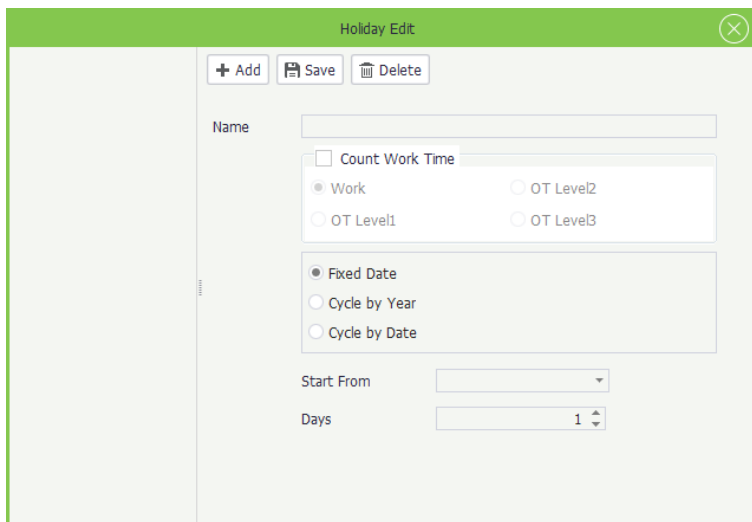 Holiday Edit
Add Save Delete
Name
Count Work Time
Work OT Level2
OT Level1 OT Level3
Fixed Date
Cycle by Year
Cycle by Date
Start From
Days 1